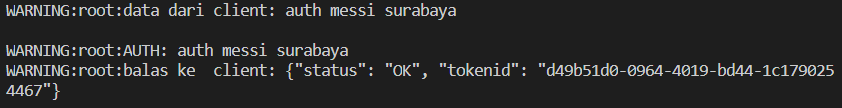 WARNING:root:data dari client: auth messi surabaya
WARNING:root:AUTH: auth messi surabaya
WARNING:root:balas ke  client: {"status": "OK", "tokenid": "d49b51d0-0964-4019-bd44-1c179025
4467"}